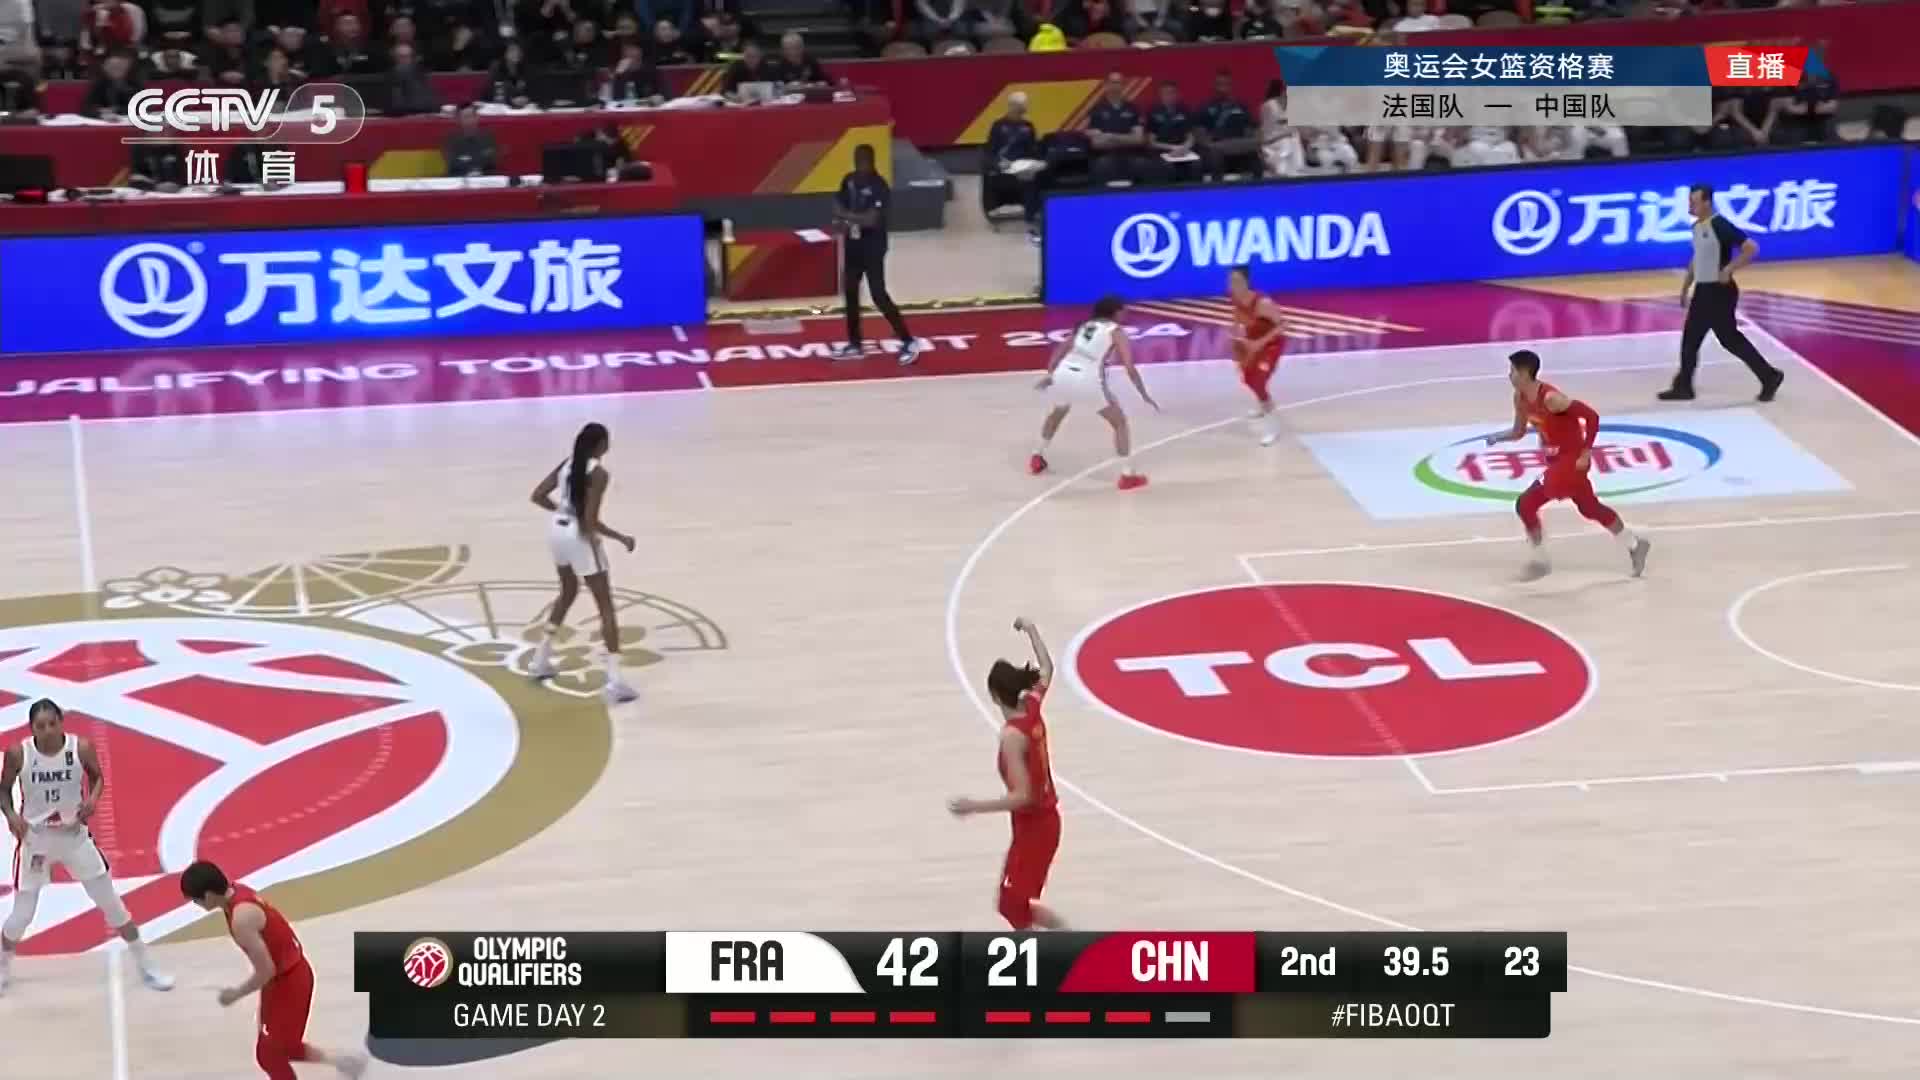 CCTV 5
体育
奥运会女篮资格赛 直播
法国队 — 中国队
万达文旅
WANDA
万达文旅
UALIFYING TOURNAMENT 2024
伊利
TCL
FRANCE
15
OLYMPIC QUALIFIERS
FRA 42 21 CHN 2nd 39.5 23
GAME DAY 2
#FIBAOQT